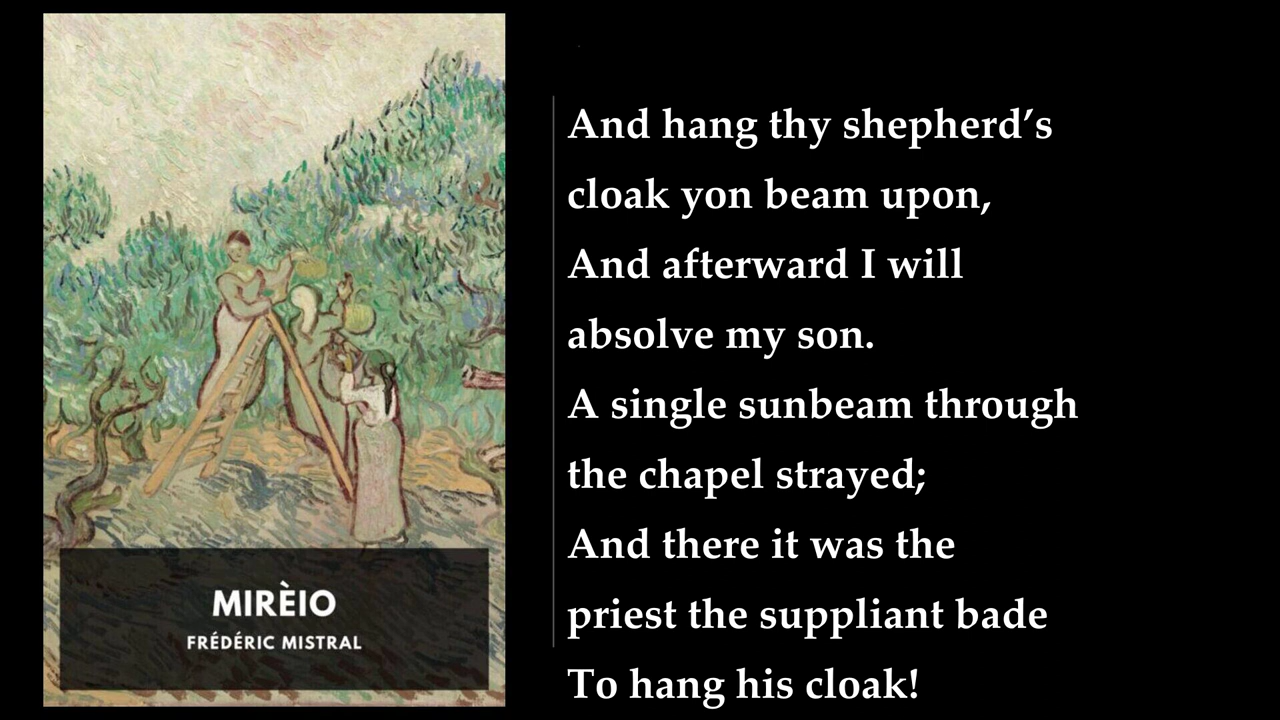 MIRÈIO
FRÉDÉRIC MISTRAL
And hang thy shepherd’s
cloak yon beam upon,
And afterward I will
absolve my son.
A single sunbeam through
the chapel strayed;
And there it was the
priest the suppliant bade
To hang his cloak!